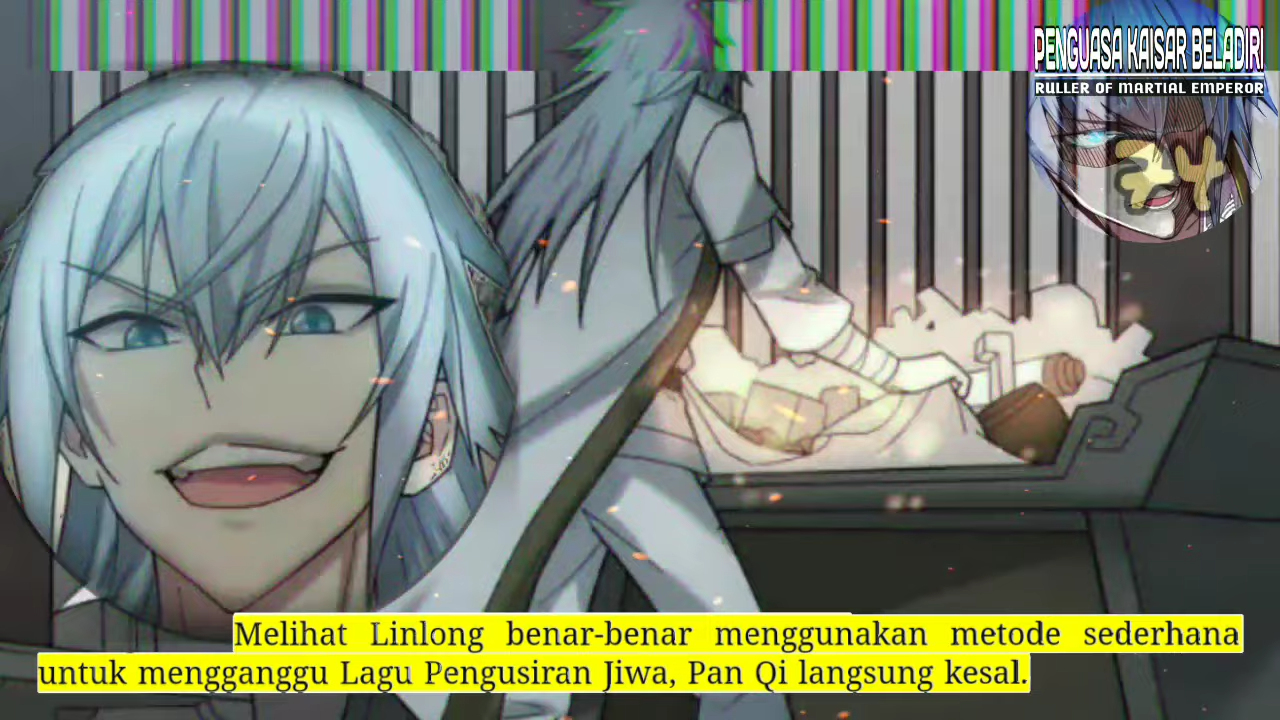 PENGUASA KAISAR BELADIRI
RULLER OF MARTIAL EMPEROR
Melihat Linlong benar-benar menggunakan metode sederhana
untuk mengganggu Lagu Pengusiran Jiwa, Pan Qi langsung kesal.